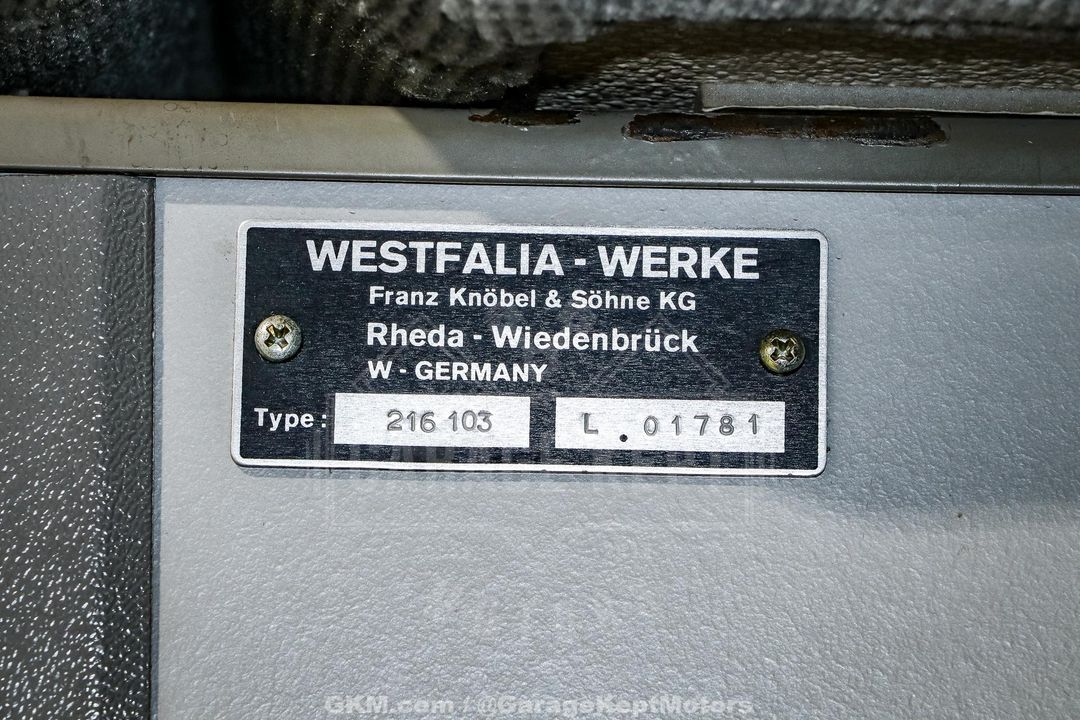 WESTFALIA - WERKE
Franz Knöbel & Söhne KG
Rheda - Wiedenbrück
W - GERMANY
Type: 216 103 L. 01781
GKM.com / @GarageKeptMotors